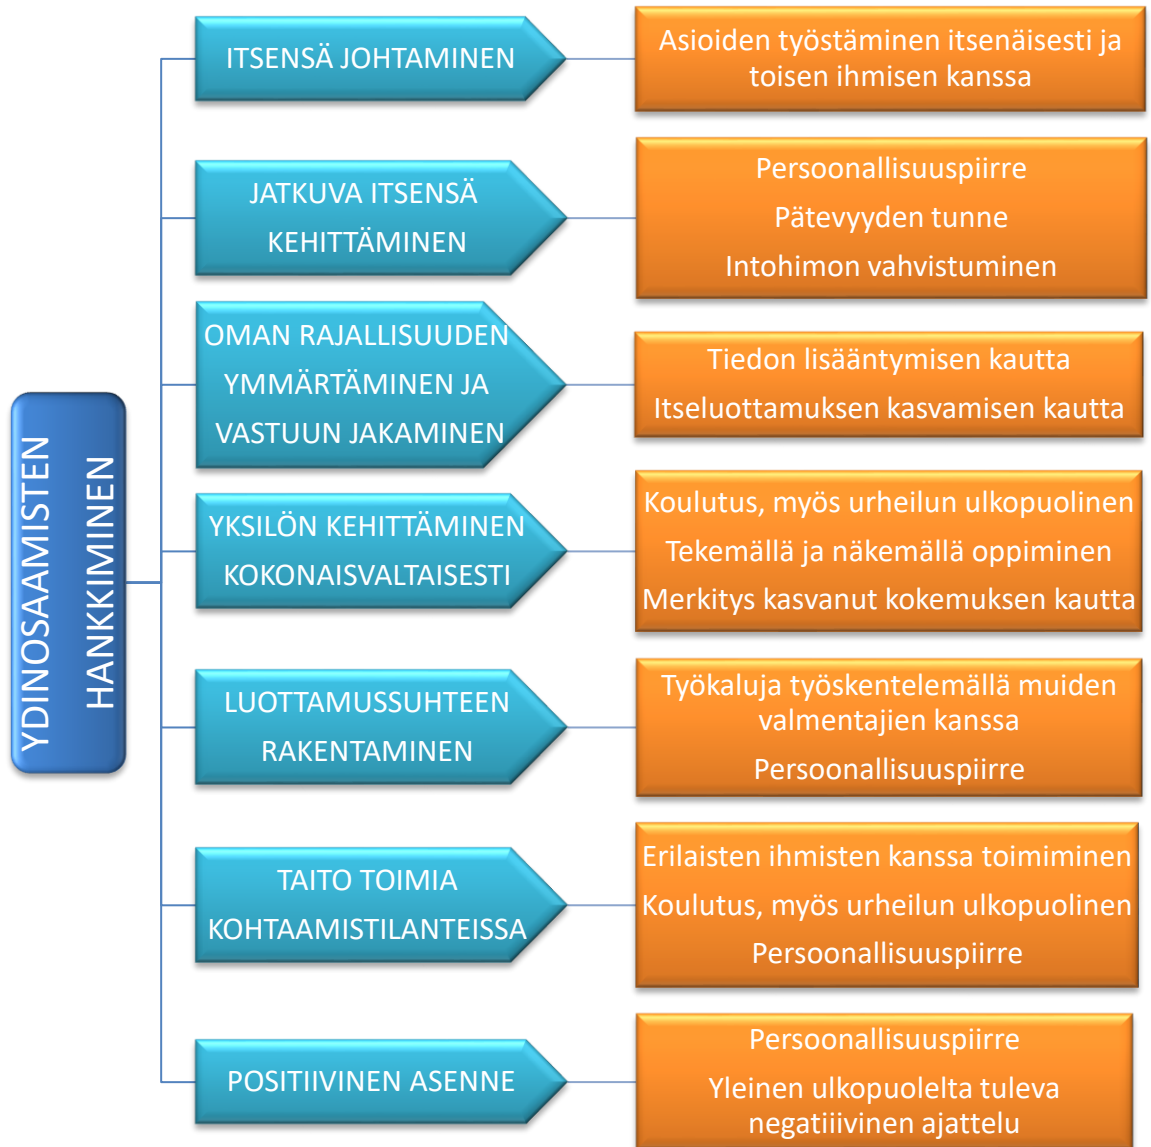 YDINOSAAMISTEN
HANKKIMINEN
ITSENSÄ JOHTAMINEN
Asioiden työstäminen itsenäisesti ja
toisen ihmisen kanssa
JATKUVA ITSENSÄ
KEHITTÄMINEN
Persoonallisuuspiirre
Pätevyyden tunne
Intohimon vahvistuminen
OMAN RAJALLISUUDEN
YMMÄRTÄMINEN JA
VASTUUN JAKAMINEN
Tiedon lisääntymisen kautta
Itseluottamuksen kasvamisen kautta
YKSILÖN KEHITTÄMINEN
KOKONAISVALTAISESTI
Koulutus, myös urheilun ulkopuolinen
Tekemällä ja näkemällä oppiminen
Merkitys kasvanut kokemuksen kautta
LUOTTAMUSSUHTEEN
RAKENTAMINEN
Työkaluja työskentelemällä muiden
valmentajien kanssa
Persoonallisuuspiirre
TAITO TOIMIA
KOHTAAMISTILANTEISSA
Erilaisten ihmisten kanssa toimiminen
Koulutus, myös urheilun ulkopuolinen
Persoonallisuuspiirre
POSITIIVINEN ASENNE
Persoonallisuuspiirre
Yleinen ulkopuolelta tuleva
negatiiivinen ajattelu